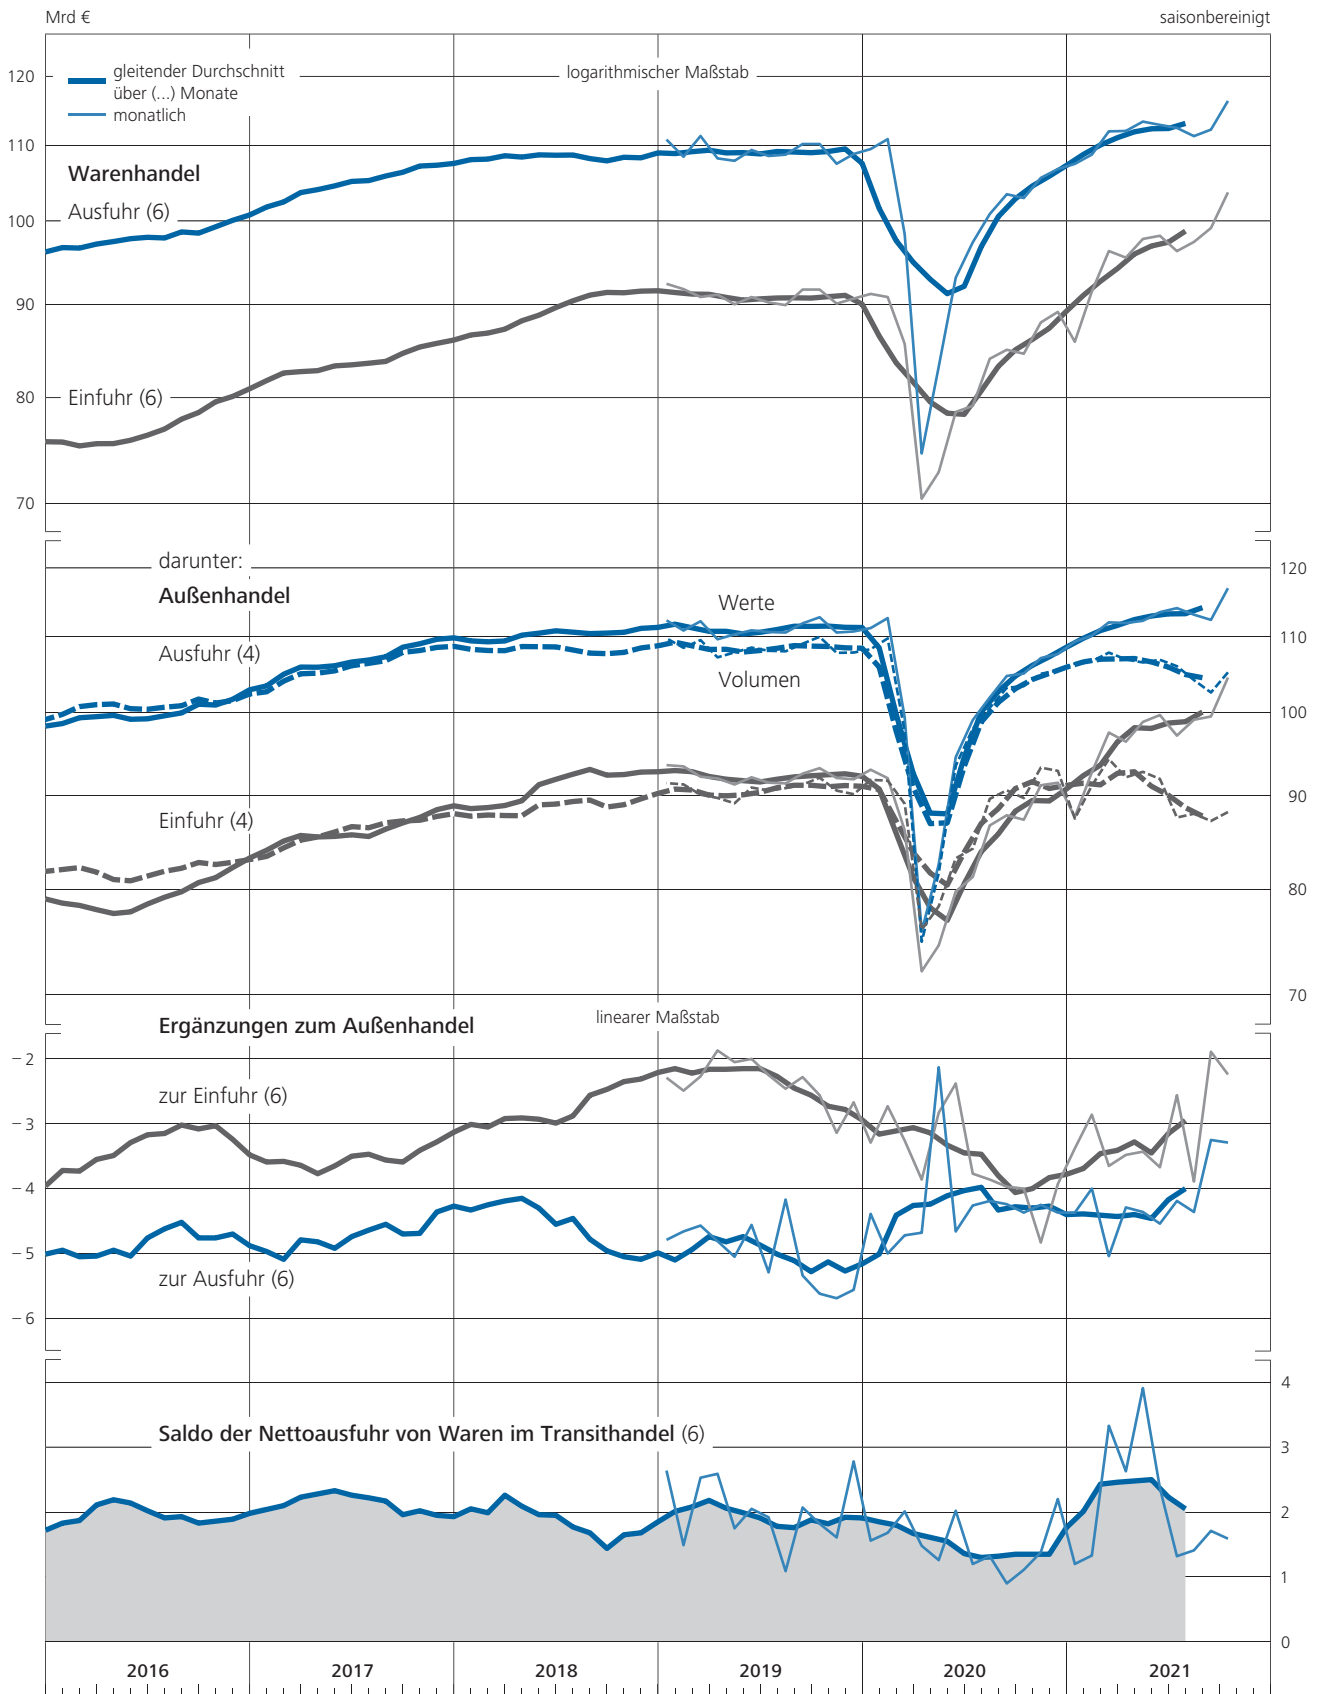 Mrd €
saisonbereinigt
gleitender Durchschnitt
über (...) Monate
monatlich
logarithmischer Maßstab
120
110
100
90
80
70
Warenhandel
Ausfuhr (6)
Einfuhr (6)
darunter:
Außenhandel
Ausfuhr (4)
Werte
Volumen
Einfuhr (4)
120
110
100
90
80
70
Ergänzungen zum Außenhandel
linearer Maßstab
zur Einfuhr (6)
zur Ausfuhr (6)
– 2
– 3
– 4
– 5
– 6
Saldo der Nettoausfuhr von Waren im Transithandel (6)
4
3
2
1
0
2016 2017 2018 2019 2020 2021